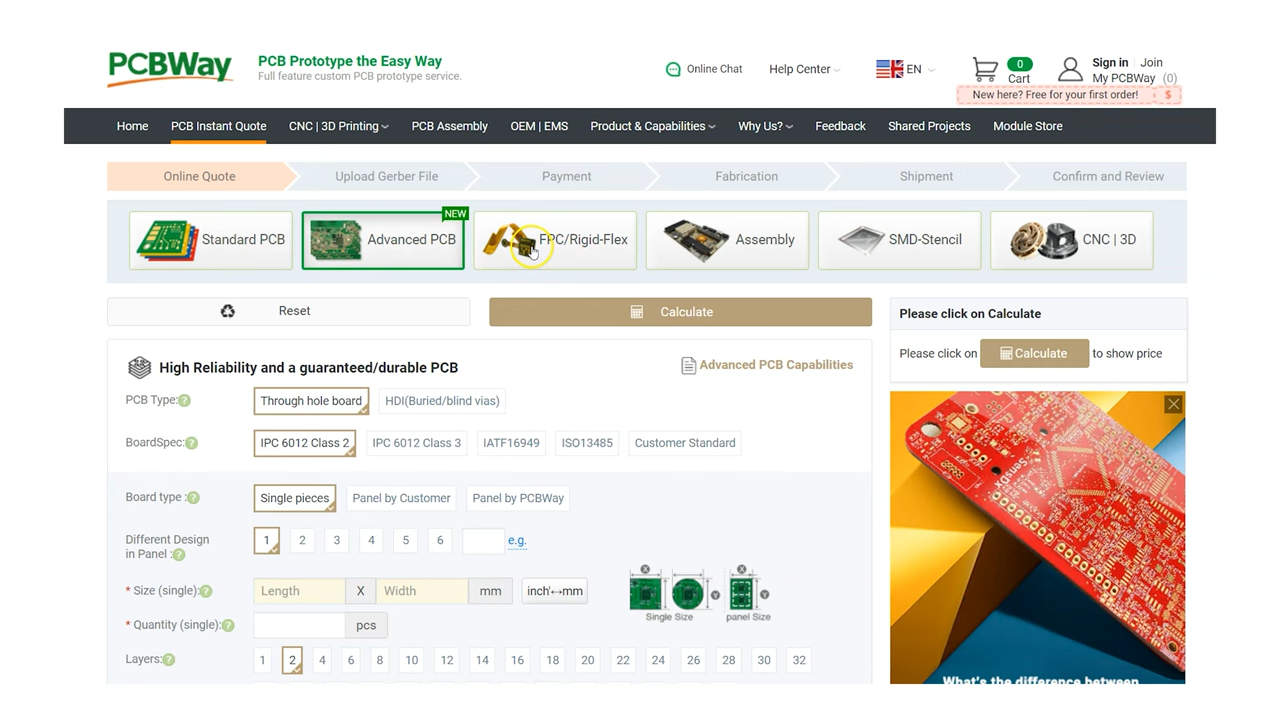 PCBWay
PCB Prototype the Easy Way
Full feature custom PCB prototype service.
Online Chat
Help Center
EN
0
Cart
Sign in
Join
My PCBWay
(0)
New here? Free for your first order!
$
Home
PCB Instant Quote
CNC | 3D Printing
PCB Assembly
OEM | EMS
Product & Capabilities
Why Us?
Feedback
Shared Projects
Module Store
Online Quote
Upload Gerber File
Payment
Fabrication
Shipment
Confirm and Review
Standard PCB
NEW
Advanced PCB
FPC/Rigid-Flex
Assembly
SMD-Stencil
CNC | 3D
Reset
Calculate
Please click on Calculate
Please click on Calculate to show price
High Reliability and a guaranteed/durable PCB
Advanced PCB Capabilities
PCB Type:?
Through hole board
HDI(Buried/blind vias)
BoardSpec:?
IPC 6012 Class 2
IPC 6012 Class 3
IATF16949
ISO13485
Customer Standard
Board type :?
Single pieces
Panel by Customer
Panel by PCBWay
Different Design
in Panel :?
1 2 3 4 5 6
e.g.
* Size (single):?
Length X Width mm
inch'↔mm
X X
Y Y
Single Size
panel Size
* Quantity (single):?
pcs
Layers:?
1 2 4 6 8 10 12 14 16 18 20 22 24 26 28 30 32
What's the difference between